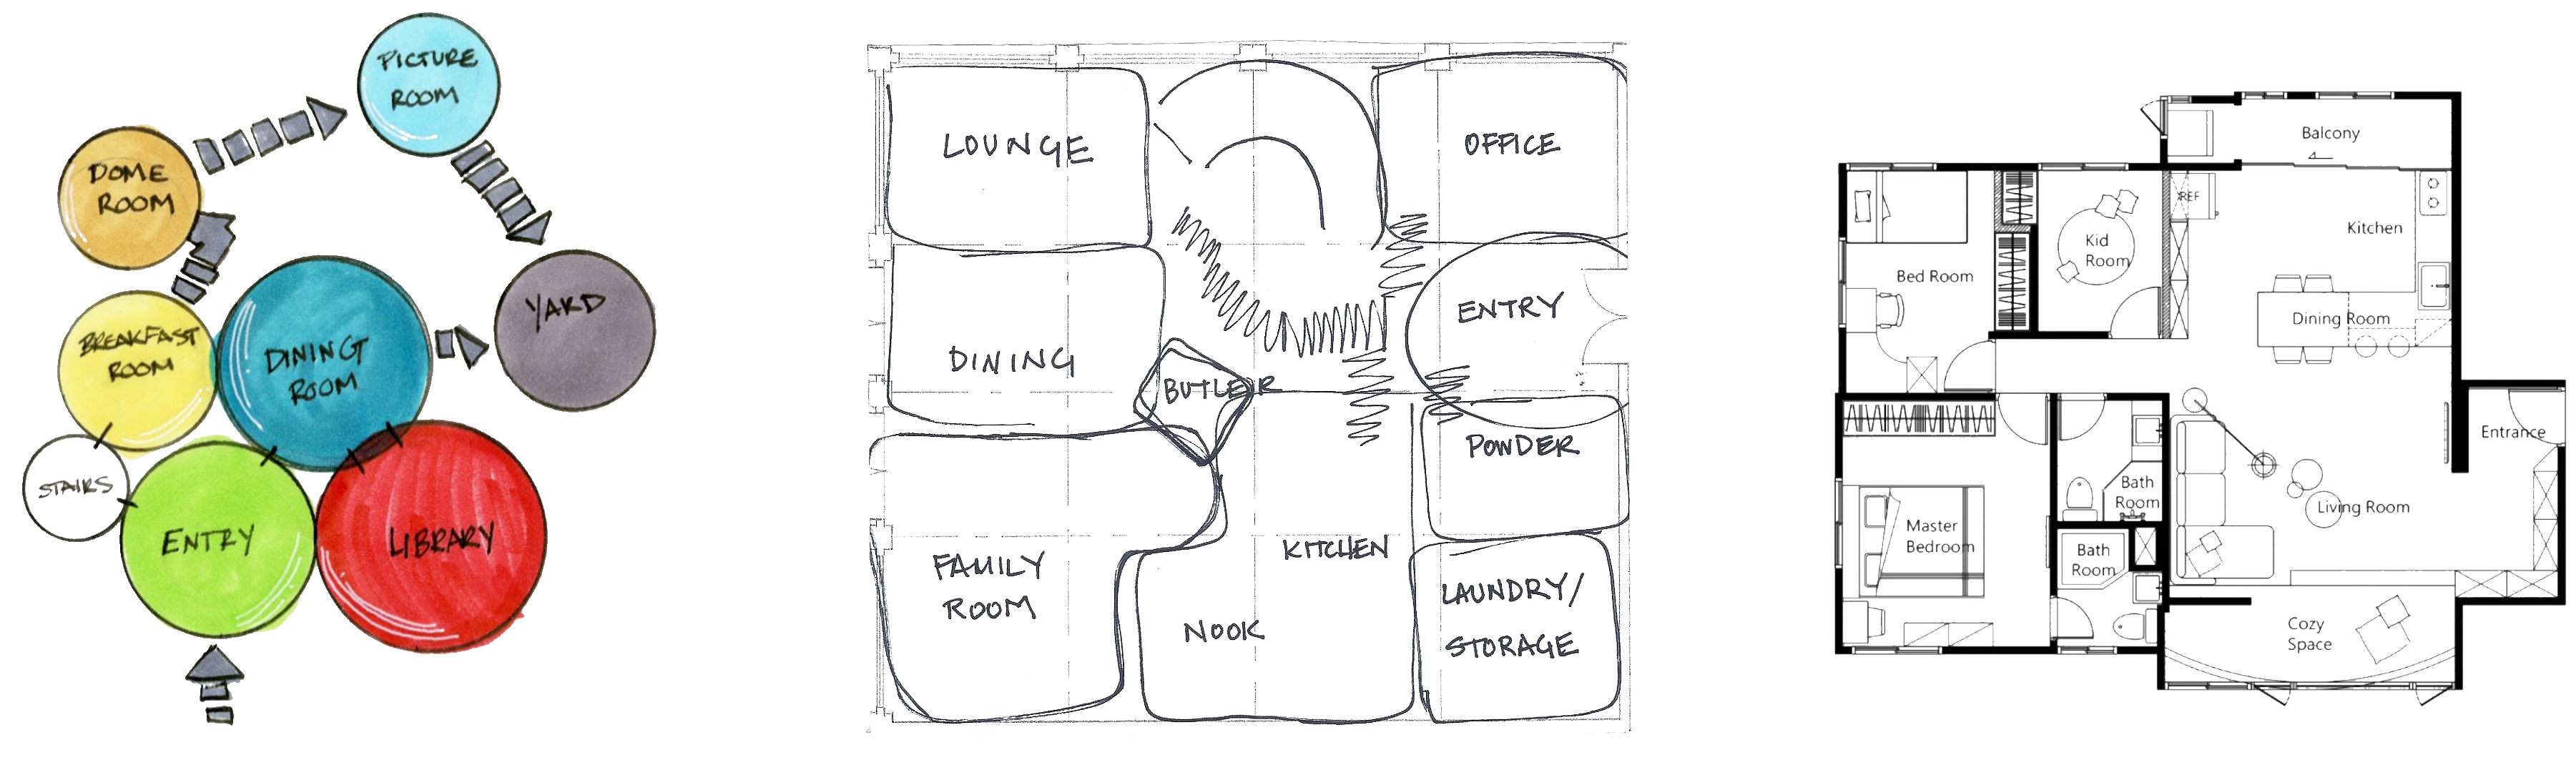 PICTURE
ROOM
DOME
ROOM
BREAKFAST
ROOM
DINING
ROOM
YARD
STAIRS
ENTRY
LIBRARY
LOUNGE
OFFICE
DINING
ENTRY
BUTLER
POWDER
FAMILY
ROOM
KITCHEN
NOOK
LAUNDRY/
STORAGE
Balcony
REF
Kitchen
Kid
Room
Bed Room
Dining Room
Entrance
Bath
Room
Living Room
Master
Bedroom
Bath
Room
Cozy
Space